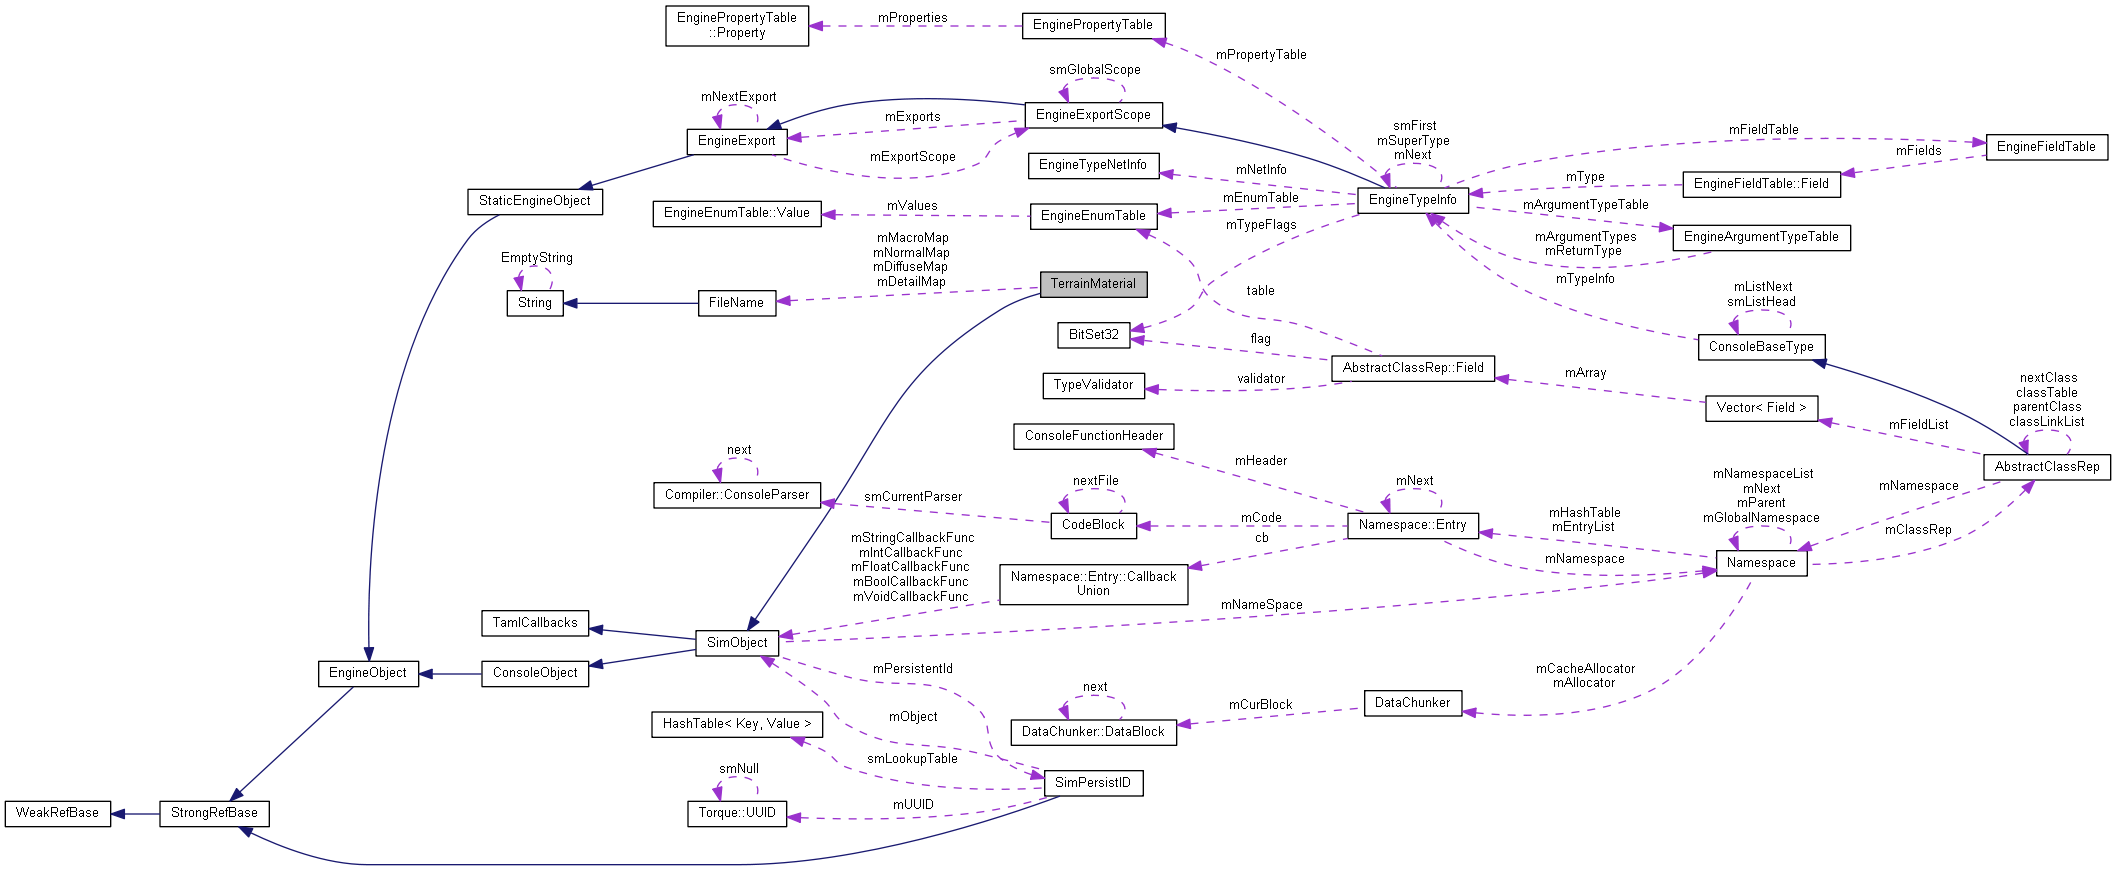 EnginePropertyTable
::Property
mProperties
EnginePropertyTable
mPropertyTable
smGlobalScope
mNextExport
EngineExport
mExports
mExportScope
EngineExportScope
EngineTypeNetInfo
mNetInfo
smFirst
mSuperType
mNext
EngineTypeInfo
mFieldTable
EngineFieldTable
mFields
mType
EngineFieldTable::Field
StaticEngineObject
EngineEnumTable::Value
mValues
EngineEnumTable
mEnumTable
mTypeFlags
mArgumentTypeTable
EngineArgumentTypeTable
mArgumentTypes
mReturnType
mTypeInfo
mMacroMap
mNormalMap
mDiffuseMap
mDetailMap
EmptyString
String
FileName
TerrainMaterial
table
mListNext
smListHead
ConsoleBaseType
BitSet32
flag
AbstractClassRep::Field
TypeValidator
validator
mArray
Vector< Field >
nextClass
classTable
parentClass
classLinkList
mFieldList
AbstractClassRep
ConsoleFunctionHeader
mHeader
next
Compiler::ConsoleParser
smCurrentParser
nextFile
CodeBlock
mCode
cb
mNext
Namespace::Entry
mHashTable
mEntryList
mNamespace
mNamespaceList
mNext
mParent
mGlobalNamespace
Namespace
mNamespace
mClassRep
mStringCallbackFunc
mIntCallbackFunc
mFloatCallbackFunc
mBoolCallbackFunc
mVoidCallbackFunc
Namespace::Entry::Callback
Union
mNameSpace
TamlCallbacks
SimObject
EngineObject
ConsoleObject
mPersistentId
mCacheAllocator
mAllocator
mObject
next
DataChunker::DataBlock
mCurBlock
DataChunker
HashTable< Key, Value >
smLookupTable
smNull
Torque::UUID
mUUID
SimPersistID
WeakRefBase
StrongRefBase